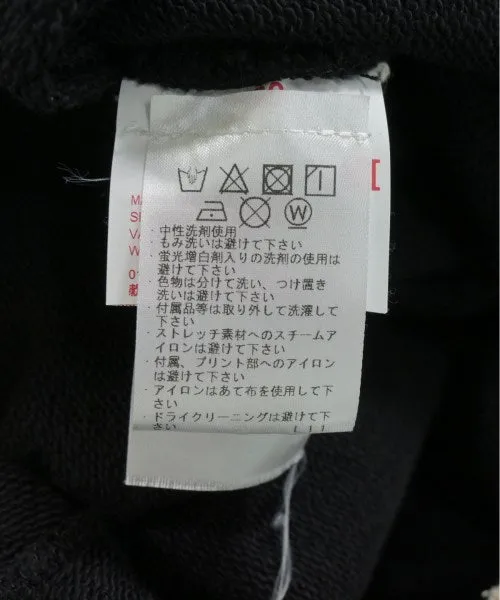 W
・中性洗剤使用
・もみ洗いは避けて下さい
・蛍光増白剤入りの洗剤の使用は
避けて下さい
・色物は分けて洗い、つけ置き
洗いは避けて下さい
・付属品等は取り外して洗濯して
下さい
・ストレッチ素材へのスチームア
イロンは避けて下さい
・付属、プリント部へのアイロン
は避けて下さい
・アイロンはあて布を使用して下
さい
・ドライクリーニングは避けて下
さい